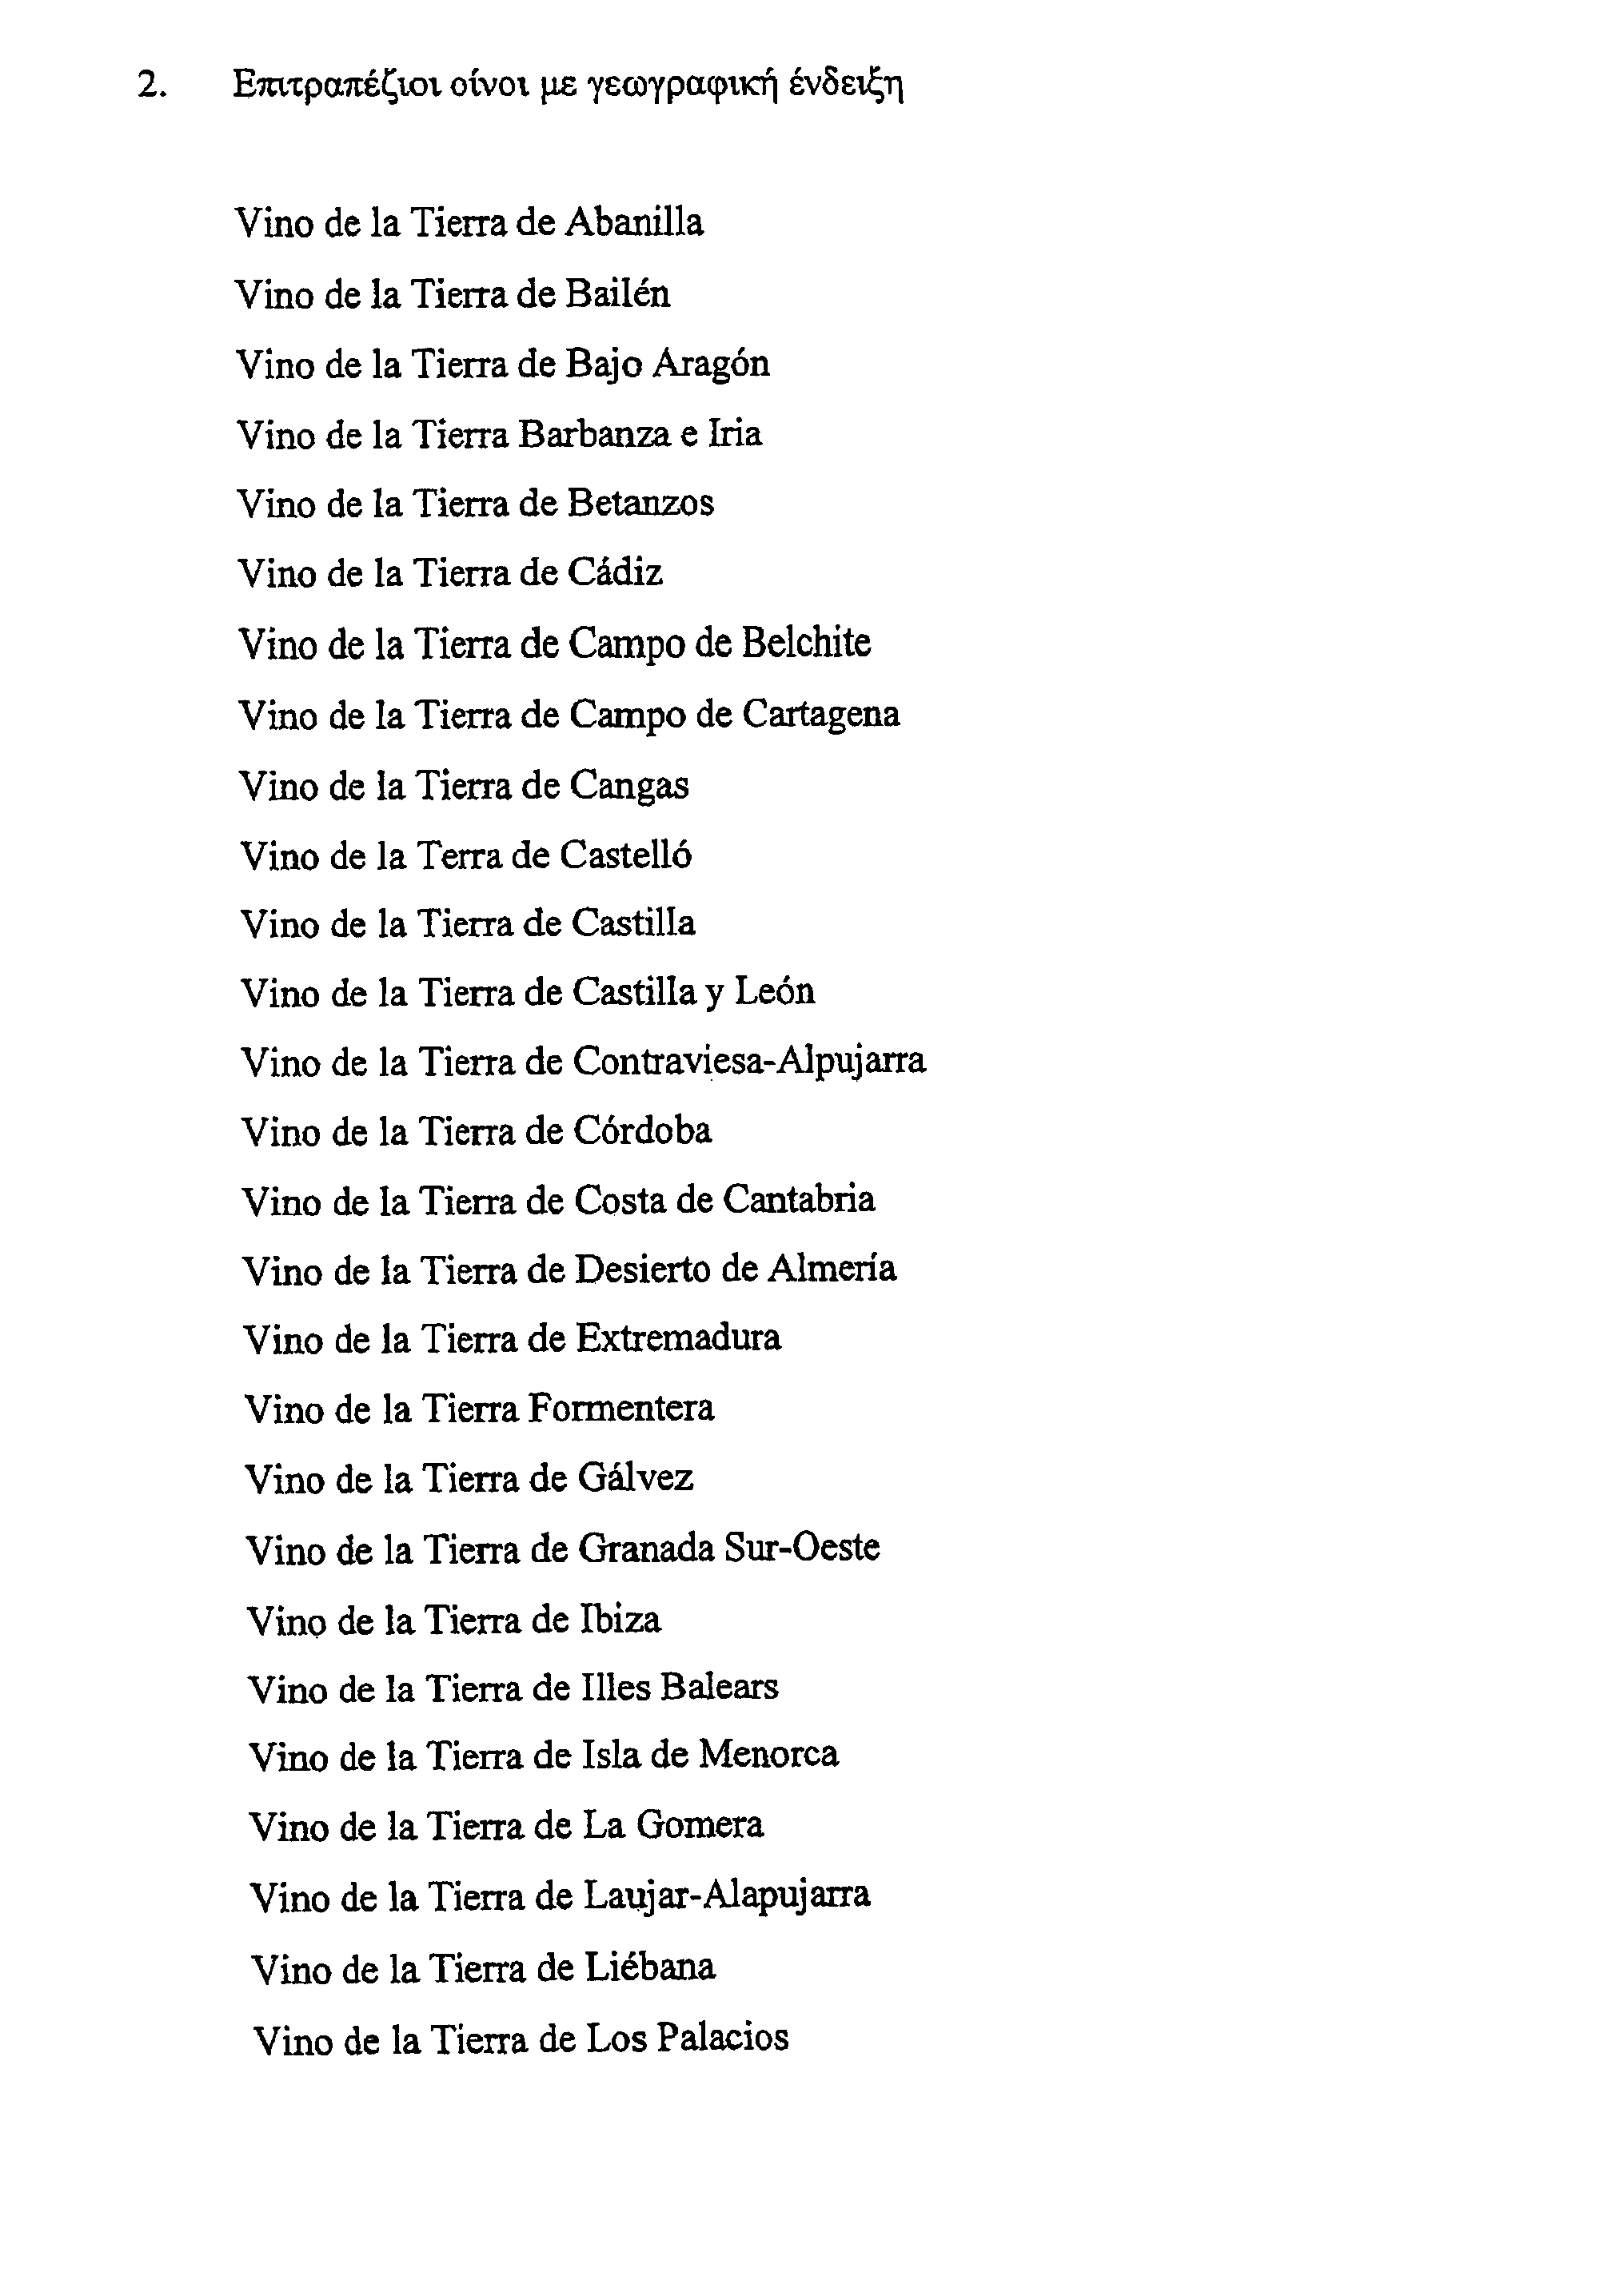 2. Επιτραπέζιοι οίνοι με γεωγραφική ένδειξη
Vino de la Tierra de Abanilla
Vino de la Tierra de Bailén
Vino de la Tierra de Bajo Aragón
Vino de la Tierra Barbanza e Iria
Vino de la Tierra de Betanzos
Vino de la Tierra de Cádiz
Vino de la Tierra de Campo de Belchite
Vino de la Tierra de Campo de Cartagena
Vino de la Tierra de Cangas
Vino de la Terra de Castelló
Vino de la Tierra de Castilla
Vino de la Tierra de Castilla y León
Vino de la Tierra de Contraviesa-Alpujarra
Vino de la Tierra de Córdoba
Vino de la Tierra de Costa de Cantabria
Vino de la Tierra de Desierto de Almería
Vino de la Tierra de Extremadura
Vino de la Tierra Formentera
Vino de la Tierra de Gálvez
Vino de la Tierra de Granada Sur-Oeste
Vino de la Tierra de Ibiza
Vino de la Tierra de Illes Balears
Vino de la Tierra de Isla de Menorca
Vino de la Tierra de La Gomera
Vino de la Tierra de Laujar-Alapujarra
Vino de la Tierra de Liébana
Vino de la Tierra de Los Palacios